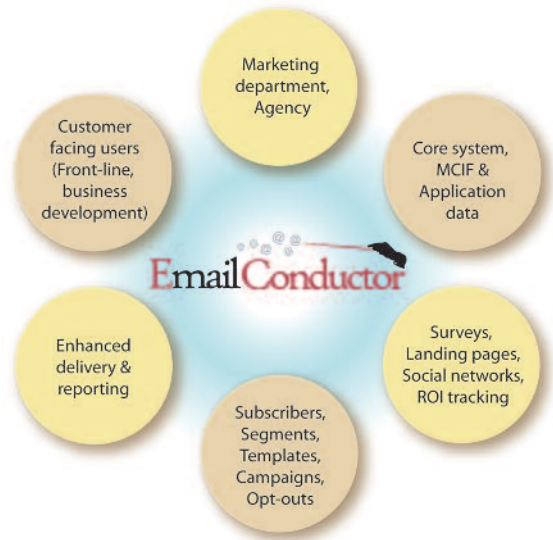 Marketing
department,
Agency
Customer
facing users
(Front-line,
business
development)
Core system,
MCIF &
Application
data
EmailConductor
Enhanced
delivery &
reporting
Surveys,
Landing pages,
Social networks,
ROI tracking
Subscribers,
Segments,
Templates,
Campaigns,
Opt-outs